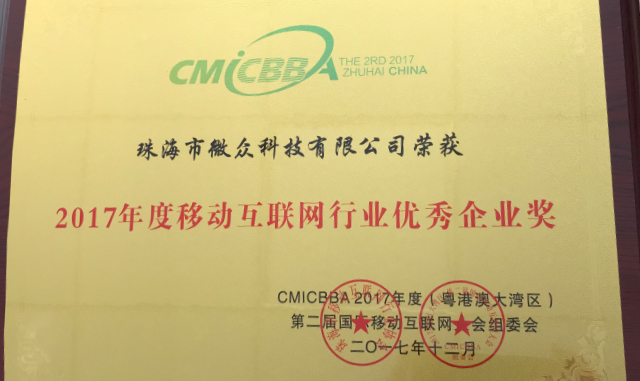 CMiCBBA THE 2RD 2017
ZHUHAI CHINA
珠海市微众科技有限公司荣获
2017年度移动互联网行业优秀企业奖
CMICBBA 2017年度（粤港澳大湾区）
第二届国 移动互联网 会组委会
二〇一七年十二月